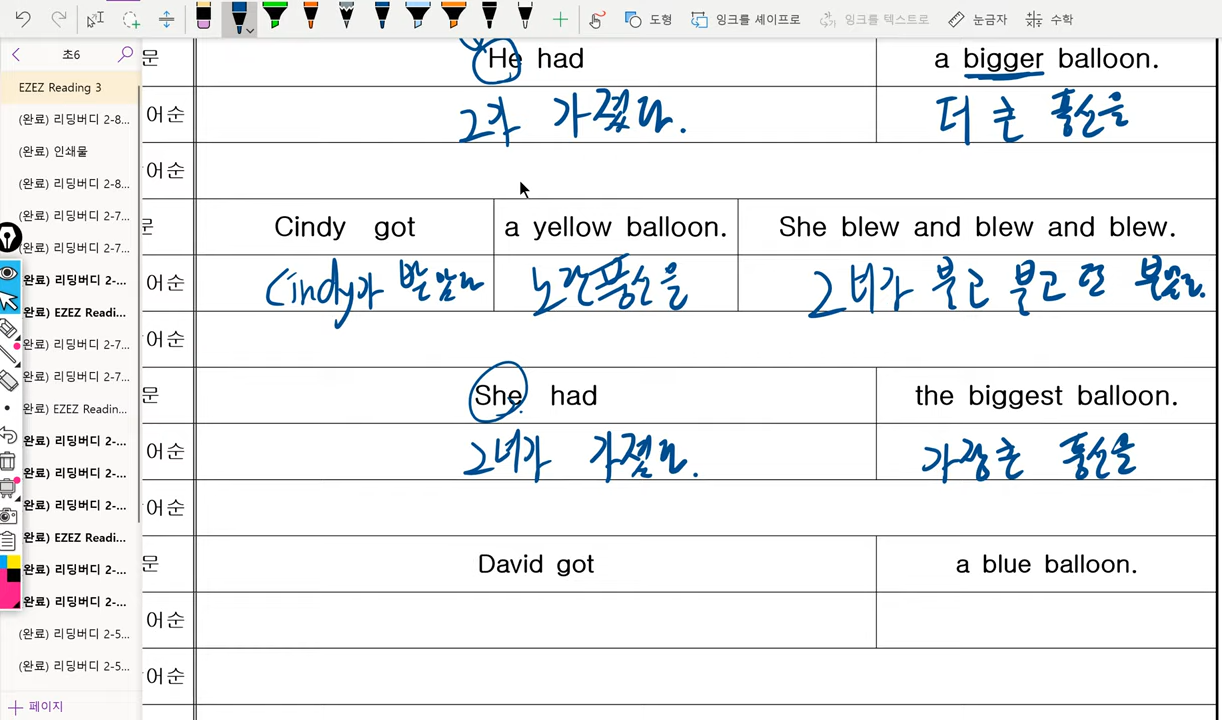 도형 잉크를 셰이프로 잉크를 텍스트로 눈금자 수학
초6
EZEZ Reading 3
(완료) 리딩버디 2-8...
(완료) 인쇄물
(완료) 리딩버디 2-8...
(완료) 리딩버디 2-7...
(완료) 리딩버디 2-7...
완료) 리딩버디 2-...
완료) EZEZ Readi...
완료) 리딩버디 2-7...
완료) 리딩버디 2-7...
완료) EZEZ Readin...
완료) 리딩버디 2-...
완료) 리딩버디 2-...
완료) 리딩버디 2-...
완료) EZEZ Readi...
완료) 리딩버디 2-...
완료) 리딩버디 2-...
(완료) 리딩버디 2-5...
(완료) 리딩버디 2-5...
페이지
문 He had a bigger balloon.
어순 그가 가졌다. 더 큰 풍선을
어순
문 Cindy got a yellow balloon. She blew and blew and blew.
어순 Cindy가 받았다 노란풍선을 그녀가 불고 불고 또 불었다.
어순
문 She had the biggest balloon.
어순 그녀가 가졌다. 가장큰 풍선을
어순
문 David got a blue balloon.
어순
어순